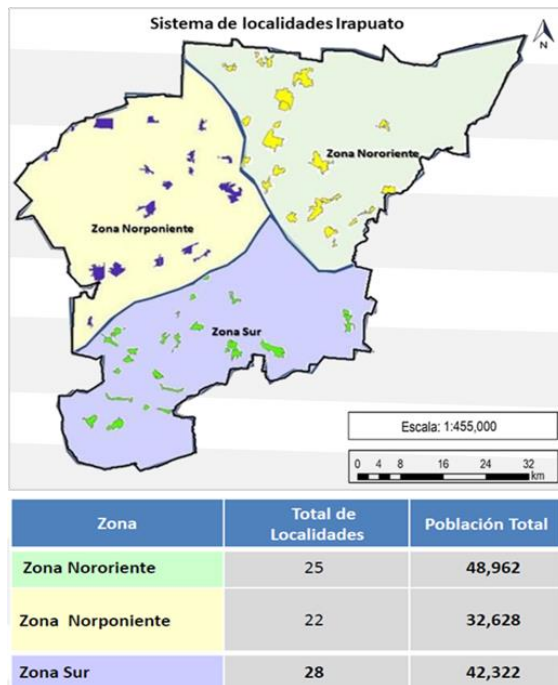 Sistema de localidades Irapuato
N
Zona Nororiente
Zona Norponiente
Zona Sur
Escala: 1:455,000
0 4 8 16 24 32
km
Zona Total de Localidades Población Total
Zona Nororiente 25 48,962
Zona Norponiente 22 32,628
Zona Sur 28 42,322